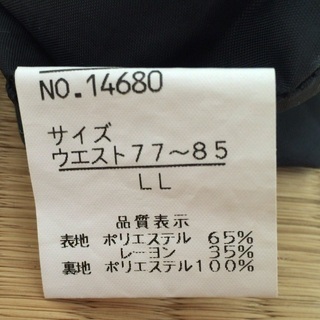 NO.14680
サイズ
ウエスト77～85
LL
品質表示
表地 ポリエステル 65%
レーヨン 35%
裏地 ポリエステル100%